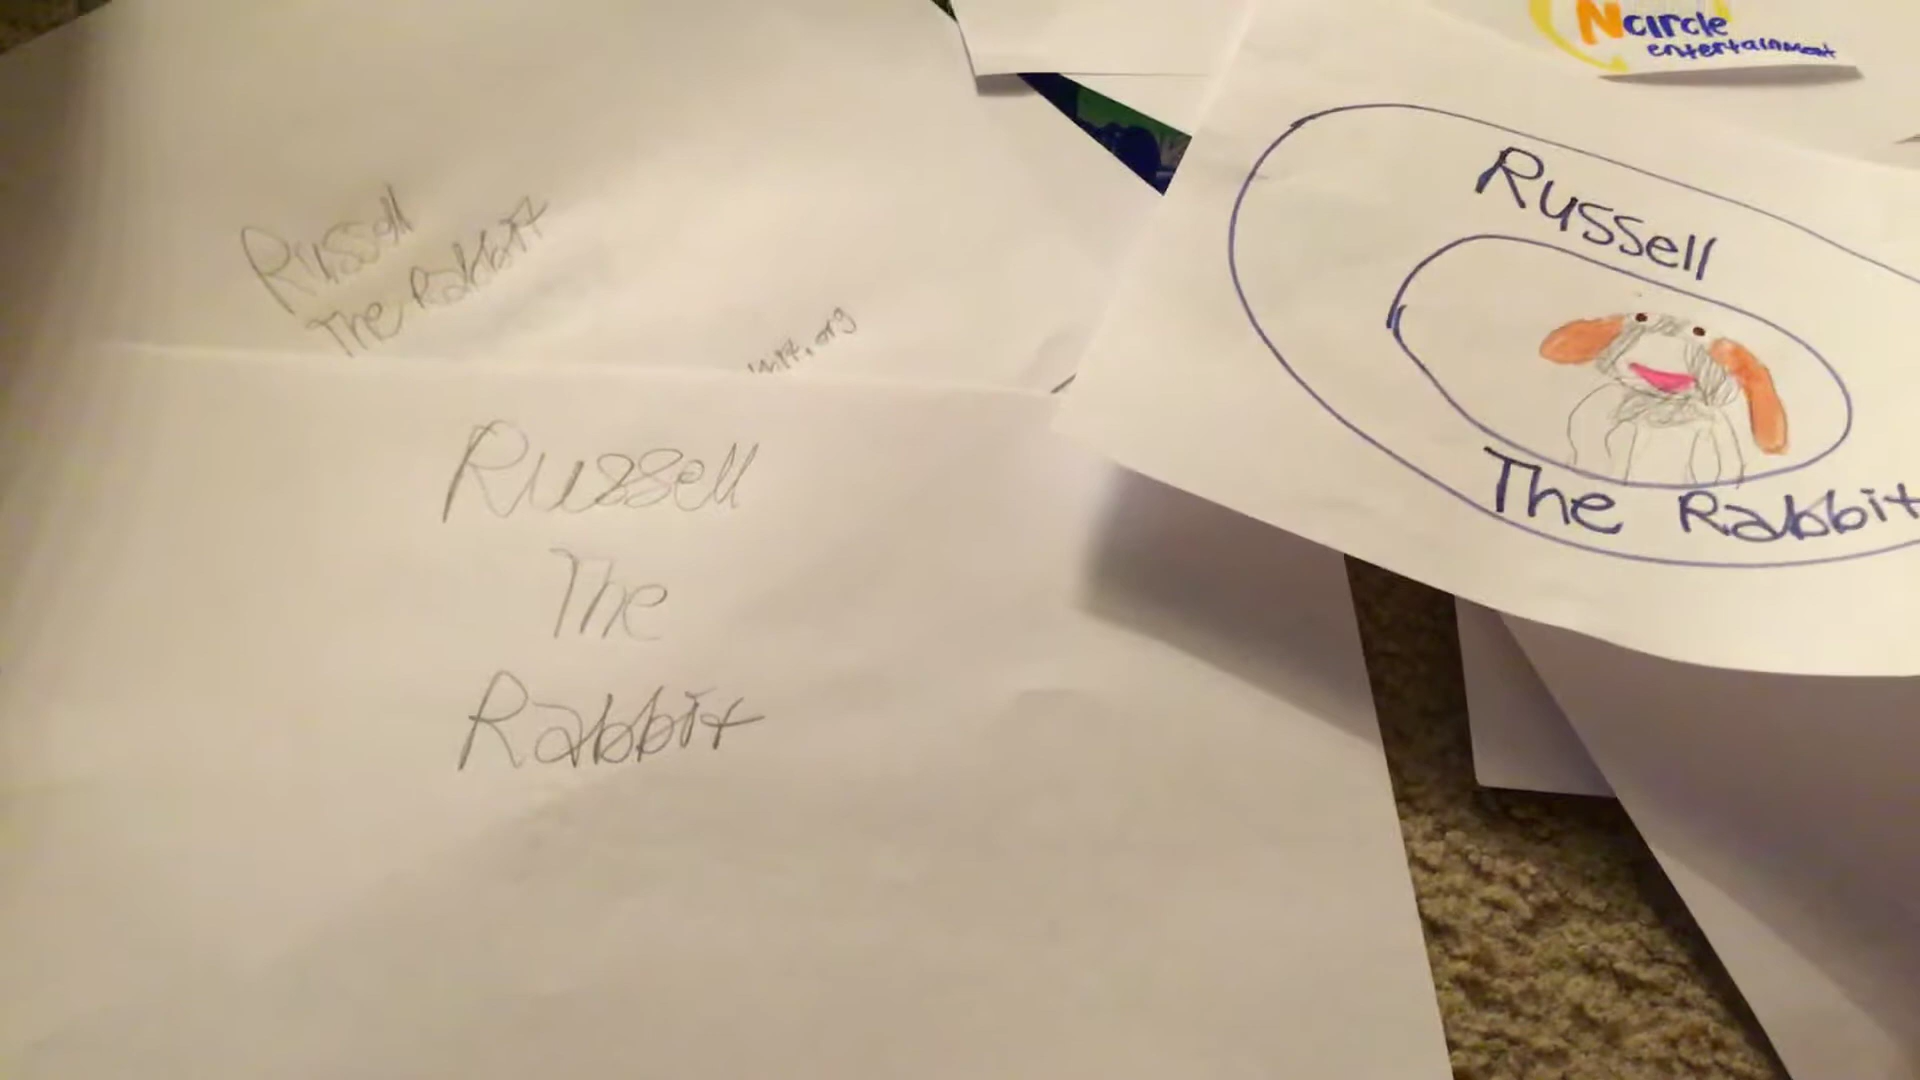 Russell
The Rabbit
Russell
The
Rabbit
Ncircle
entertainment
Russell
The Rabbit